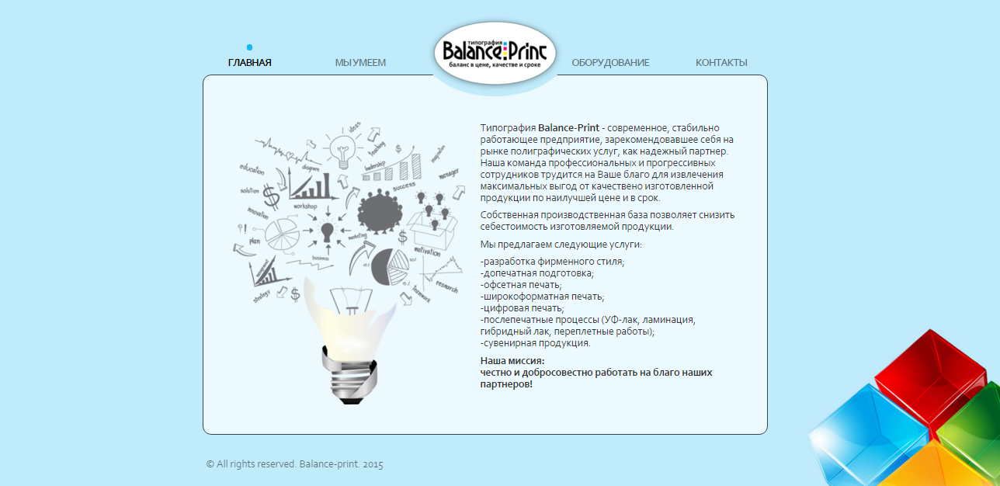 ГЛАВНАЯ
МЫ УМЕЕМ
типография
Balance Print
баланс в цене, качестве и сроке
ОБОРУДОВАНИЕ
КОНТАКТЫ
ideas
teaching
education
diagram
leadership
$
inspiration
manager
solution
$
workshop
success
innovation
?!
plan
marketing
$
business
motivation
management
strategy
$
teamwork
research
Типография Balance-Print - современное, стабильно
работающее предприятие, зарекомендовавшее себя на
рынке полиграфических услуг, как надежный партнер.
Наша команда профессиональных и прогрессивных
сотрудников трудится на Ваше благо для извлечения
максимальных выгод от качествено изготовленной
продукции по наилучшей цене и в срок.
Собственная производственная база позволяет снизить
себестоимость изготовляемой продукции.
Мы предлагаем следующие услуги:
-разработка фирменного стиля;
-допечатная подготовка;
-офсетная печать;
-широкоформатная печать;
-цифровая печать;
-послепечатные процессы (УФ-лак, ламинация,
гибридный лак, переплетные работы);
-сувенирная продукция.
Наша миссия:
честно и добросовестно работать на благо наших
партнеров!
© All rights reserved. Balance-print. 2015